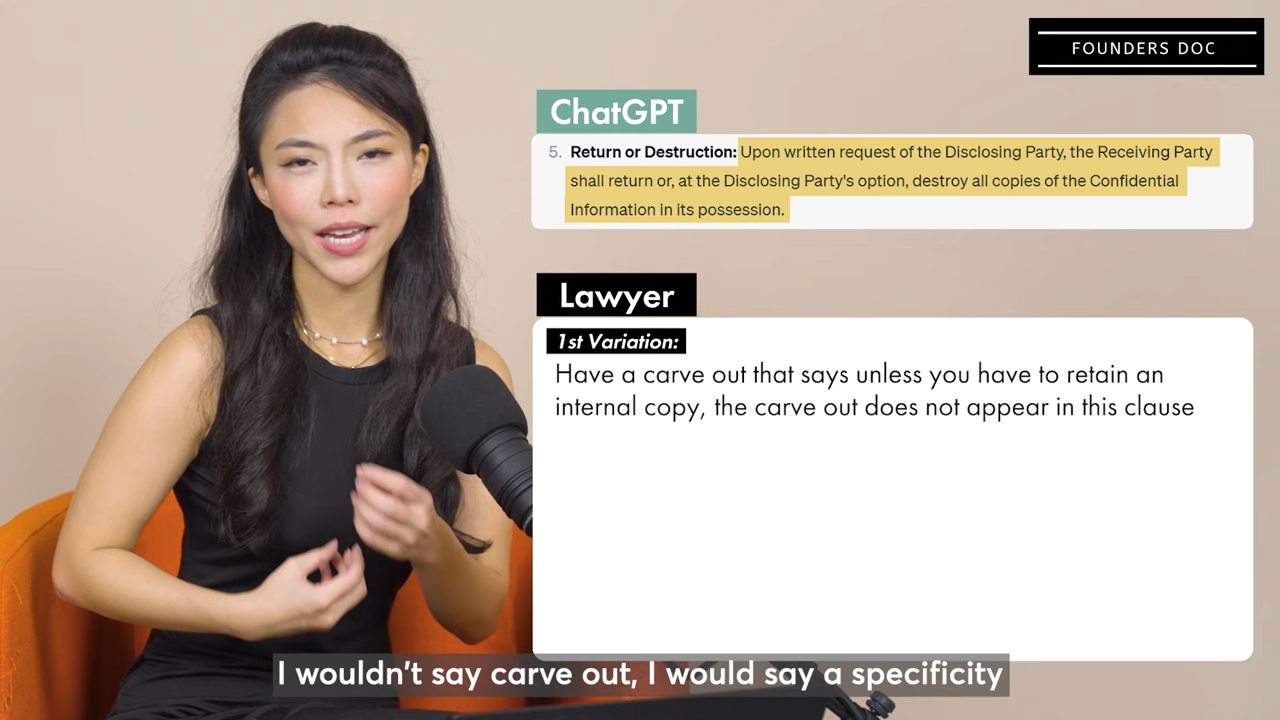 FOUNDERS DOC
ChatGPT
5. Return or Destruction: Upon written request of the Disclosing Party, the Receiving Party
shall return or, at the Disclosing Party's option, destroy all copies of the Confidential
Information in its possession.
Lawyer
1st Variation:
Have a carve out that says unless you have to retain an
internal copy, the carve out does not appear in this clause
I wouldn't say carve out, I would say a specificity